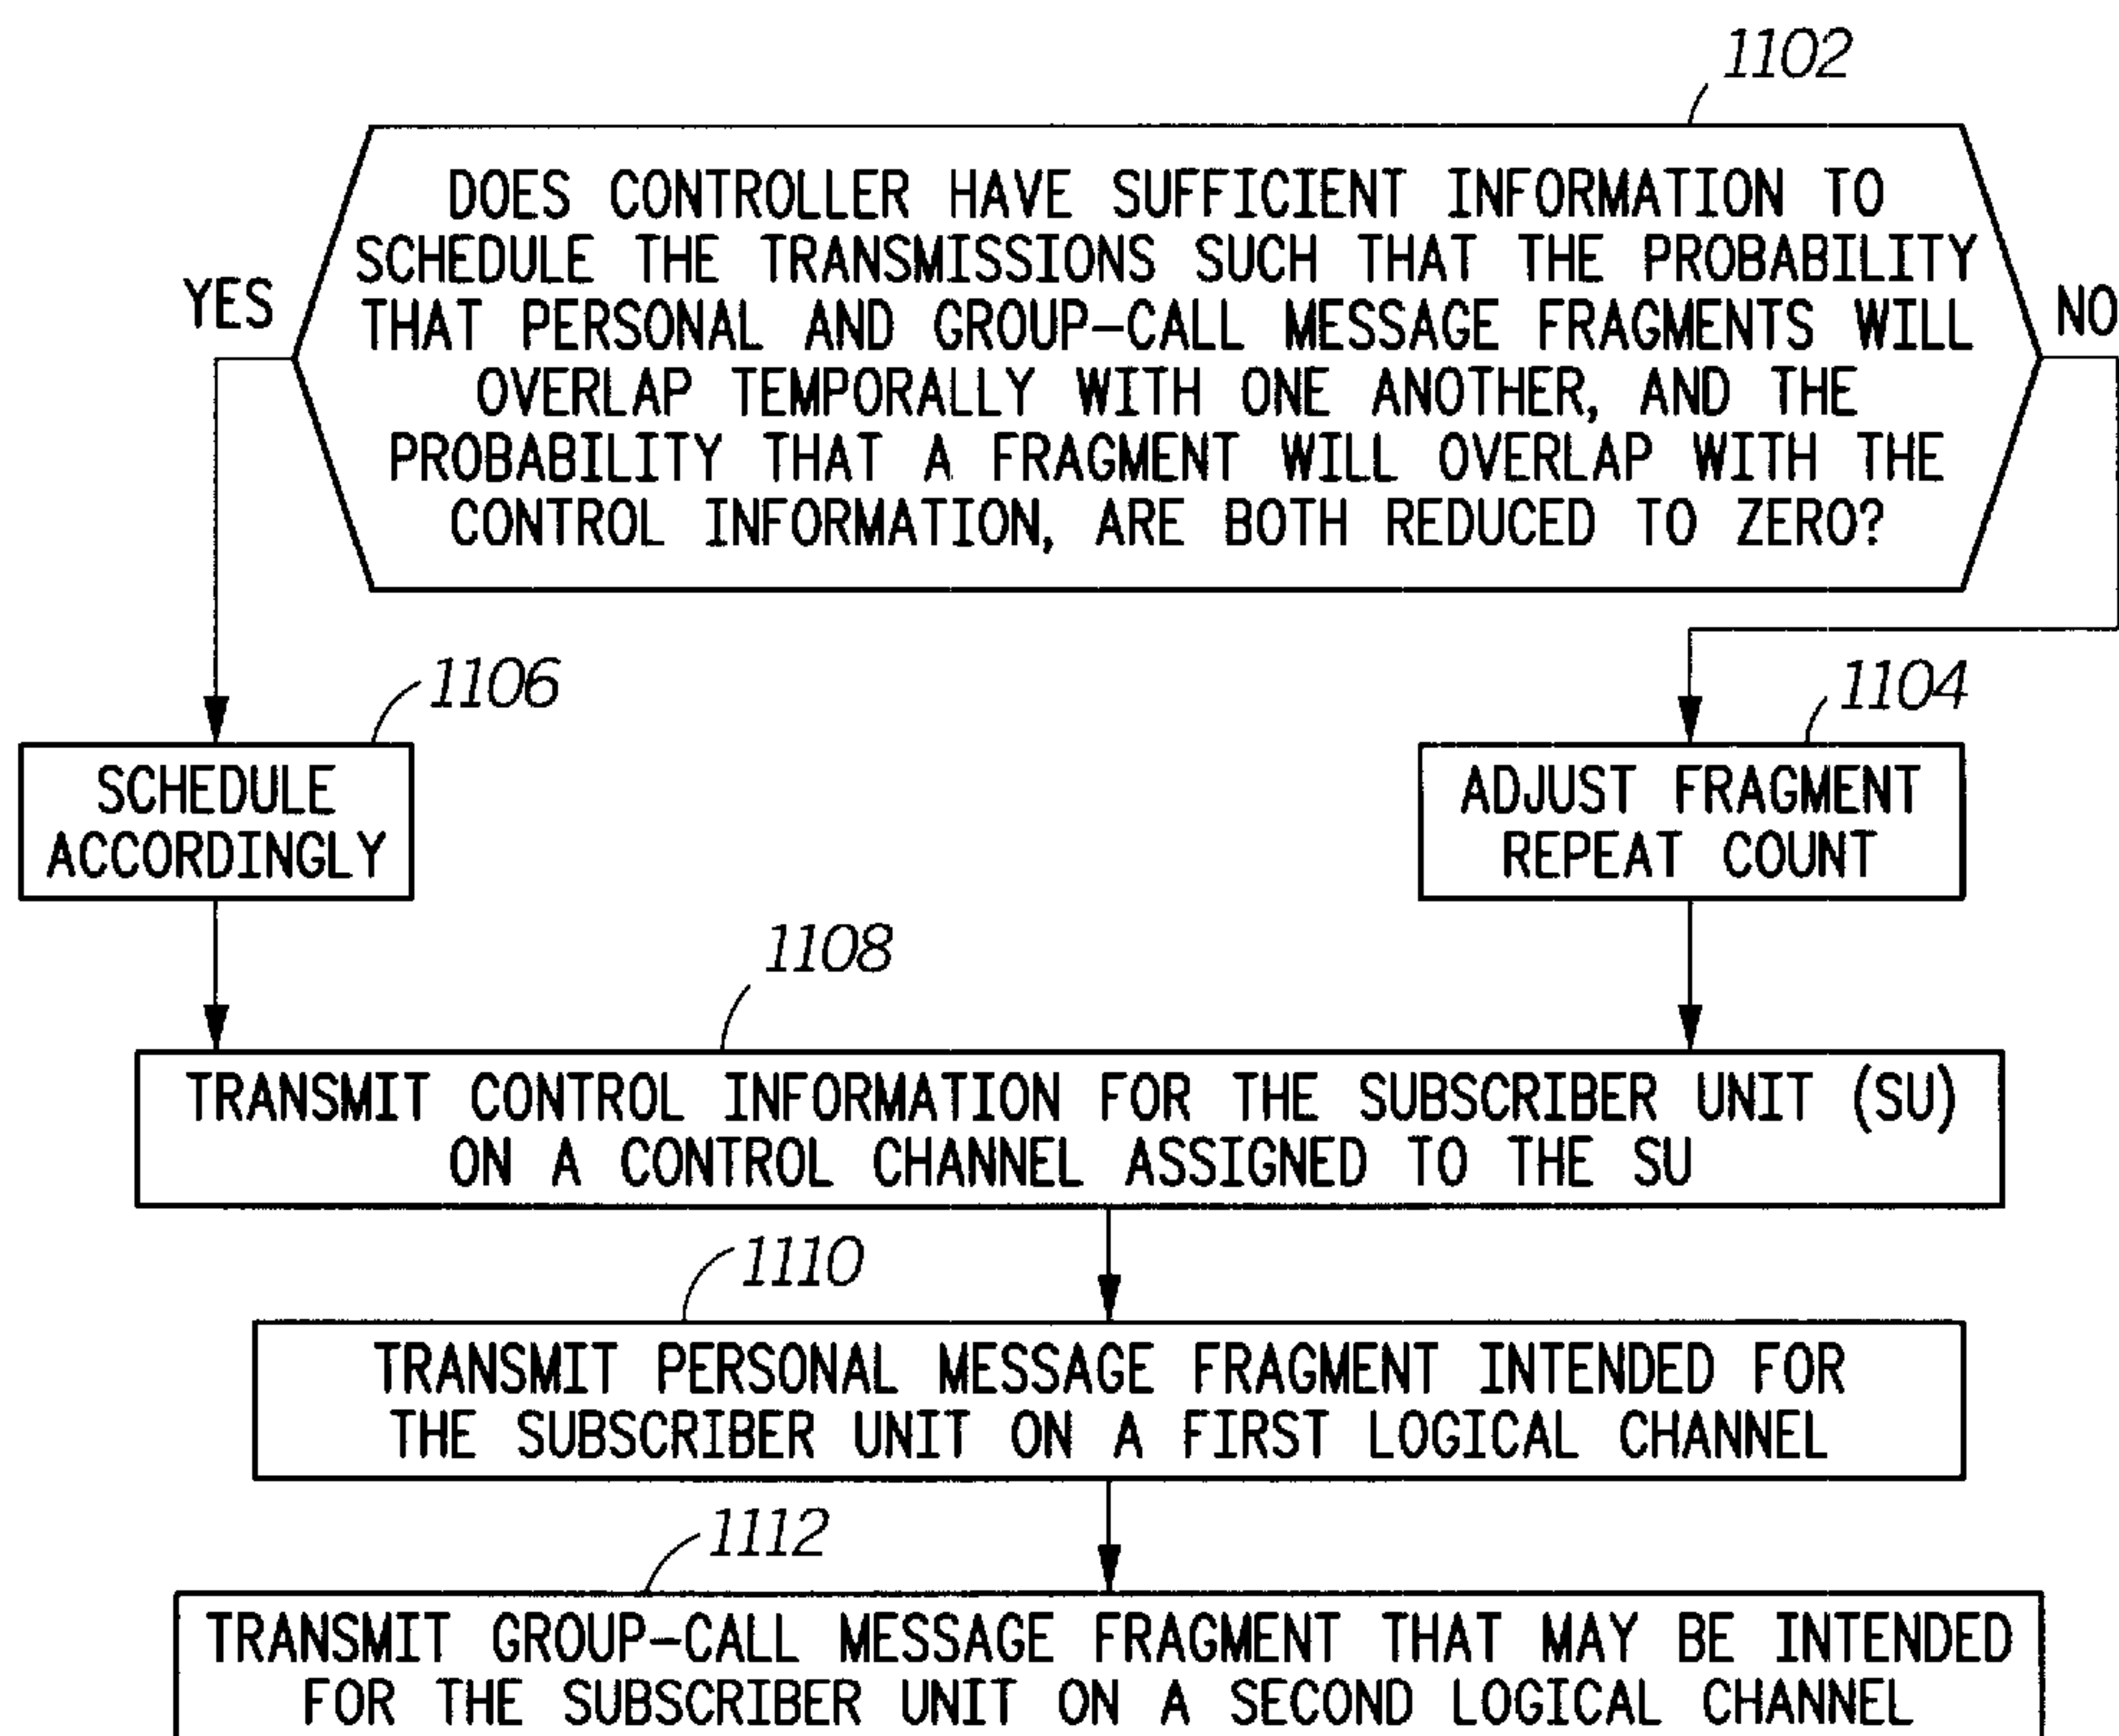 1102
DOES CONTROLLER HAVE SUFFICIENT INFORMATION TO
SCHEDULE THE TRANSMISSIONS SUCH THAT THE PROBABILITY
THAT PERSONAL AND GROUP-CALL MESSAGE FRAGMENTS WILL
OVERLAP TEMPORALLY WITH ONE ANOTHER, AND THE
PROBABILITY THAT A FRAGMENT WILL OVERLAP WITH THE
CONTROL INFORMATION, ARE BOTH REDUCED TO ZERO?
YES
NO
1106
SCHEDULE
ACCORDINGLY
1104
ADJUST FRAGMENT
REPEAT COUNT
1108
TRANSMIT CONTROL INFORMATION FOR THE SUBSCRIBER UNIT (SU)
ON A CONTROL CHANNEL ASSIGNED TO THE SU
1110
TRANSMIT PERSONAL MESSAGE FRAGMENT INTENDED FOR
THE SUBSCRIBER UNIT ON A FIRST LOGICAL CHANNEL
1112
TRANSMIT GROUP-CALL MESSAGE FRAGMENT THAT MAY BE INTENDED
FOR THE SUBSCRIBER UNIT ON A SECOND LOGICAL CHANNEL